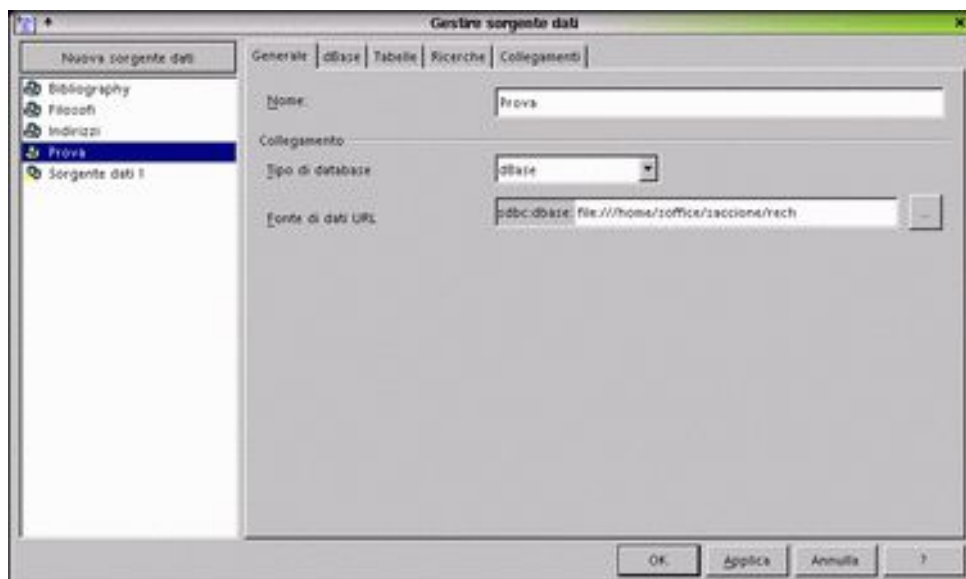 Gestire sorgente dati
Nuova sorgente dati
Bibliography
Filosofi
Indirizzi
Prova
Sorgente dati 1
Generale dBase Tabelle Ricerche Collegamenti
Nome:
Prova
Collegamento
Tipo di database
dBase
Fonte di dati URL
sdbc:dbase: file:///home/soffice/saccione/rech
...
OK Applica Annulla ?